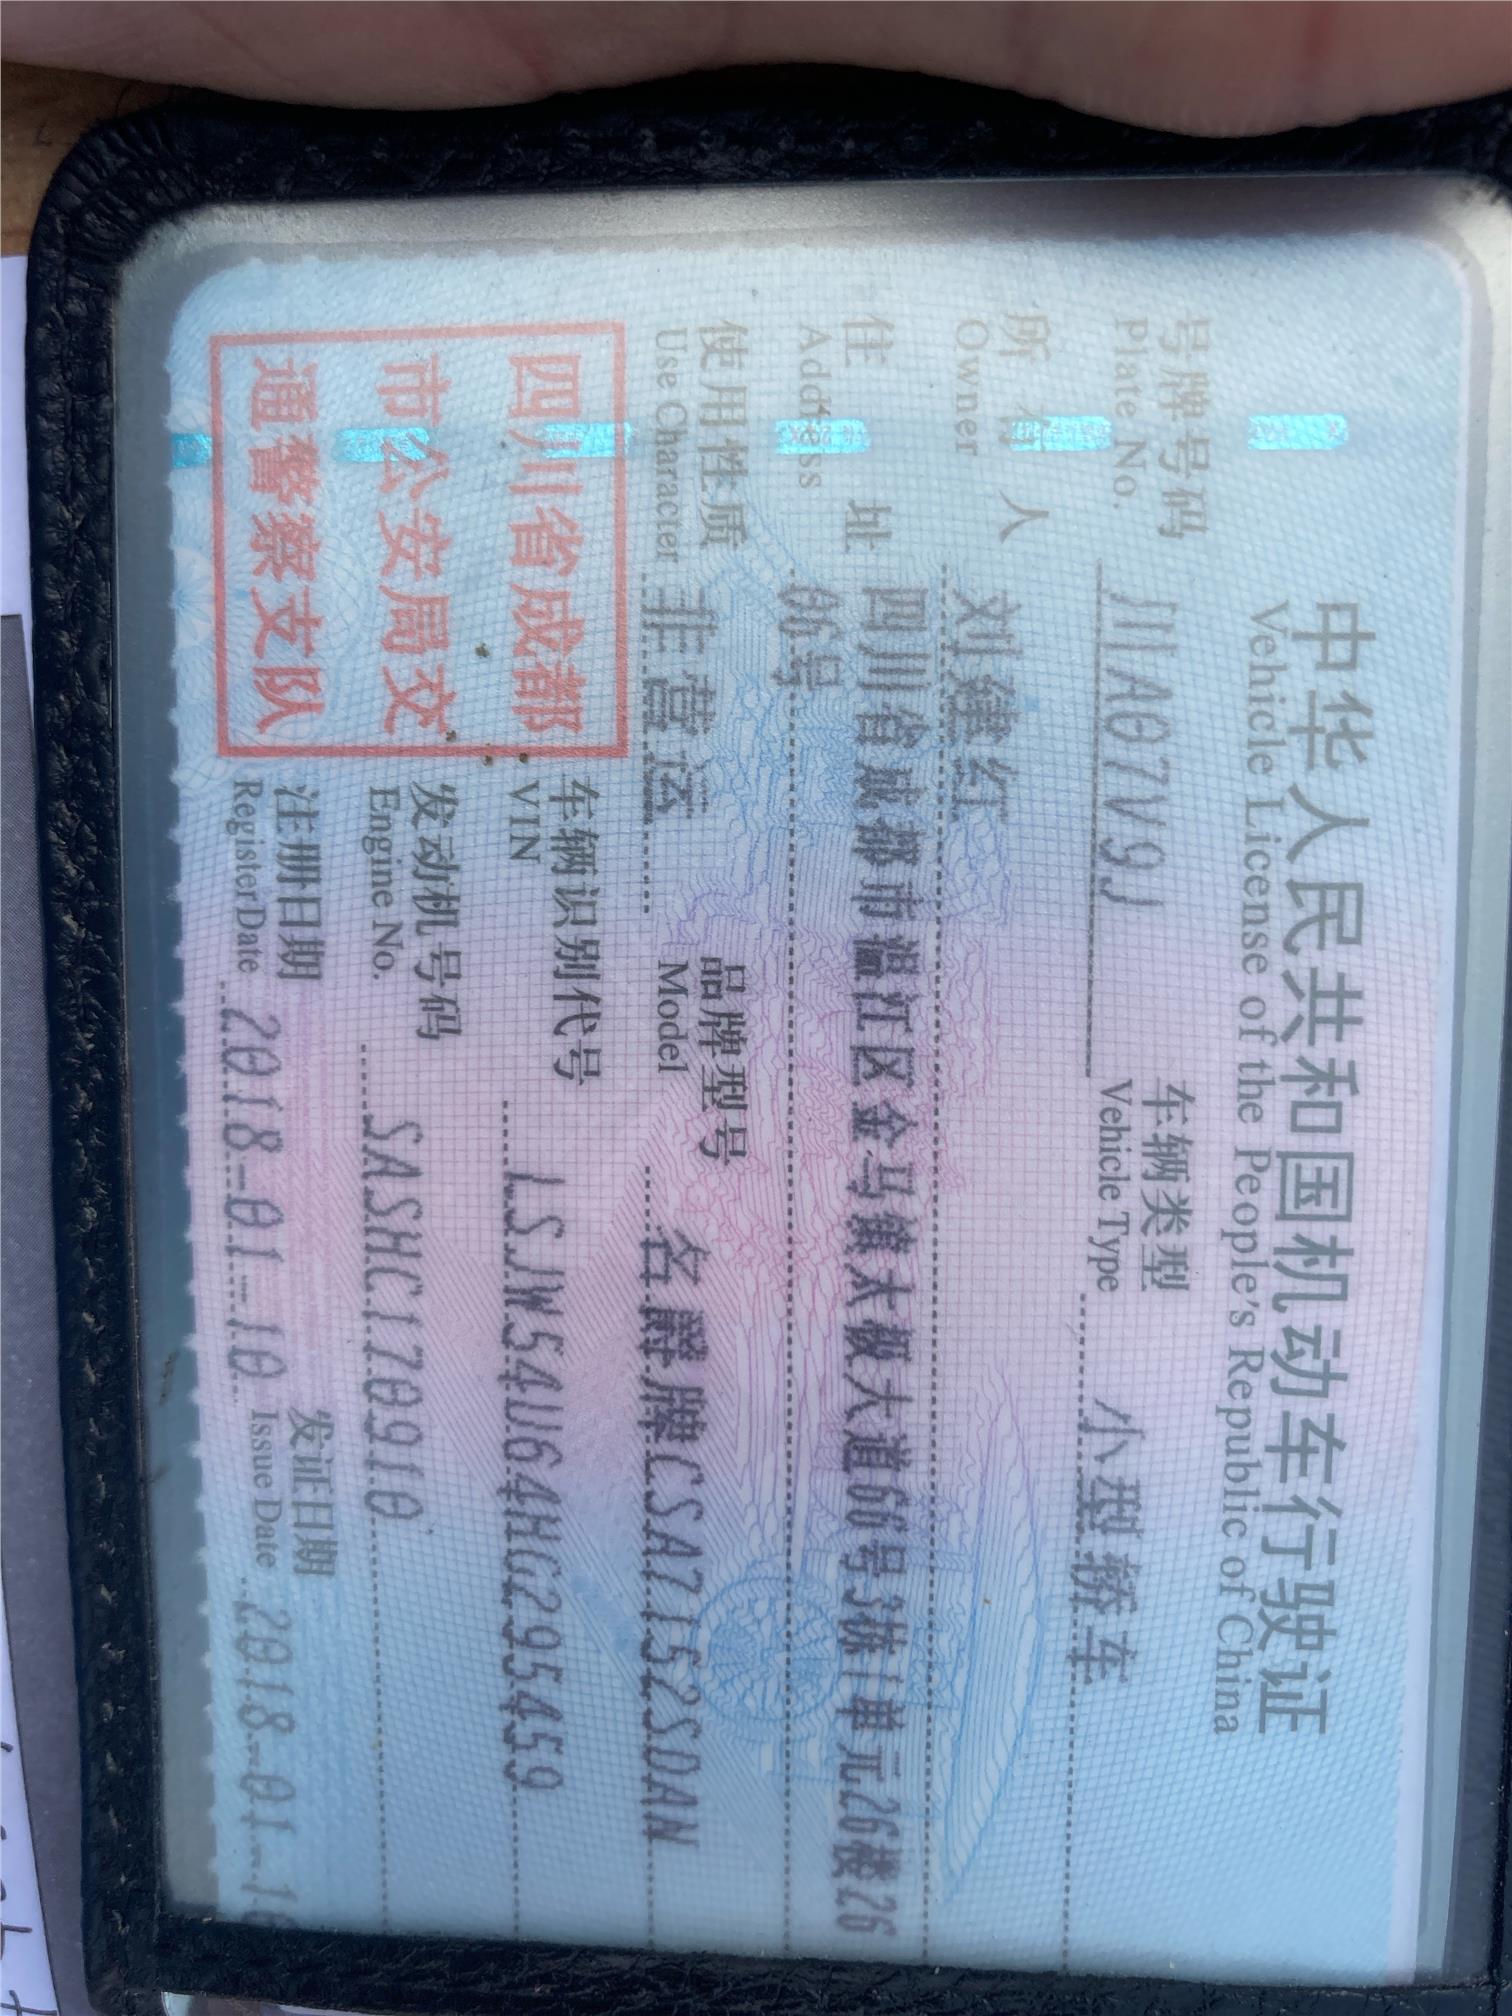 中华人民共和国机动车行驶证
Vehicle License of the People's Republic of China
号牌号码 川A07V9J 车辆类型 小型轿车
Plate No. Vehicle Type
所有人 刘建红
Owner
住址 四川省成都市温江区金马镇太极大道66号3栋1单元26楼26
Address 06号
使用性质 非营运 品牌型号 名爵牌CSA7152SDAN
Use Character Model
四川省成都
市公安局交
通警察支队
车辆识别代号 LSJW54U64HG295459
VIN
发动机号码 SASHC170910
Engine No.
注册日期 2018-01-10 发证日期 2018-01-1
Register Date Issue Date